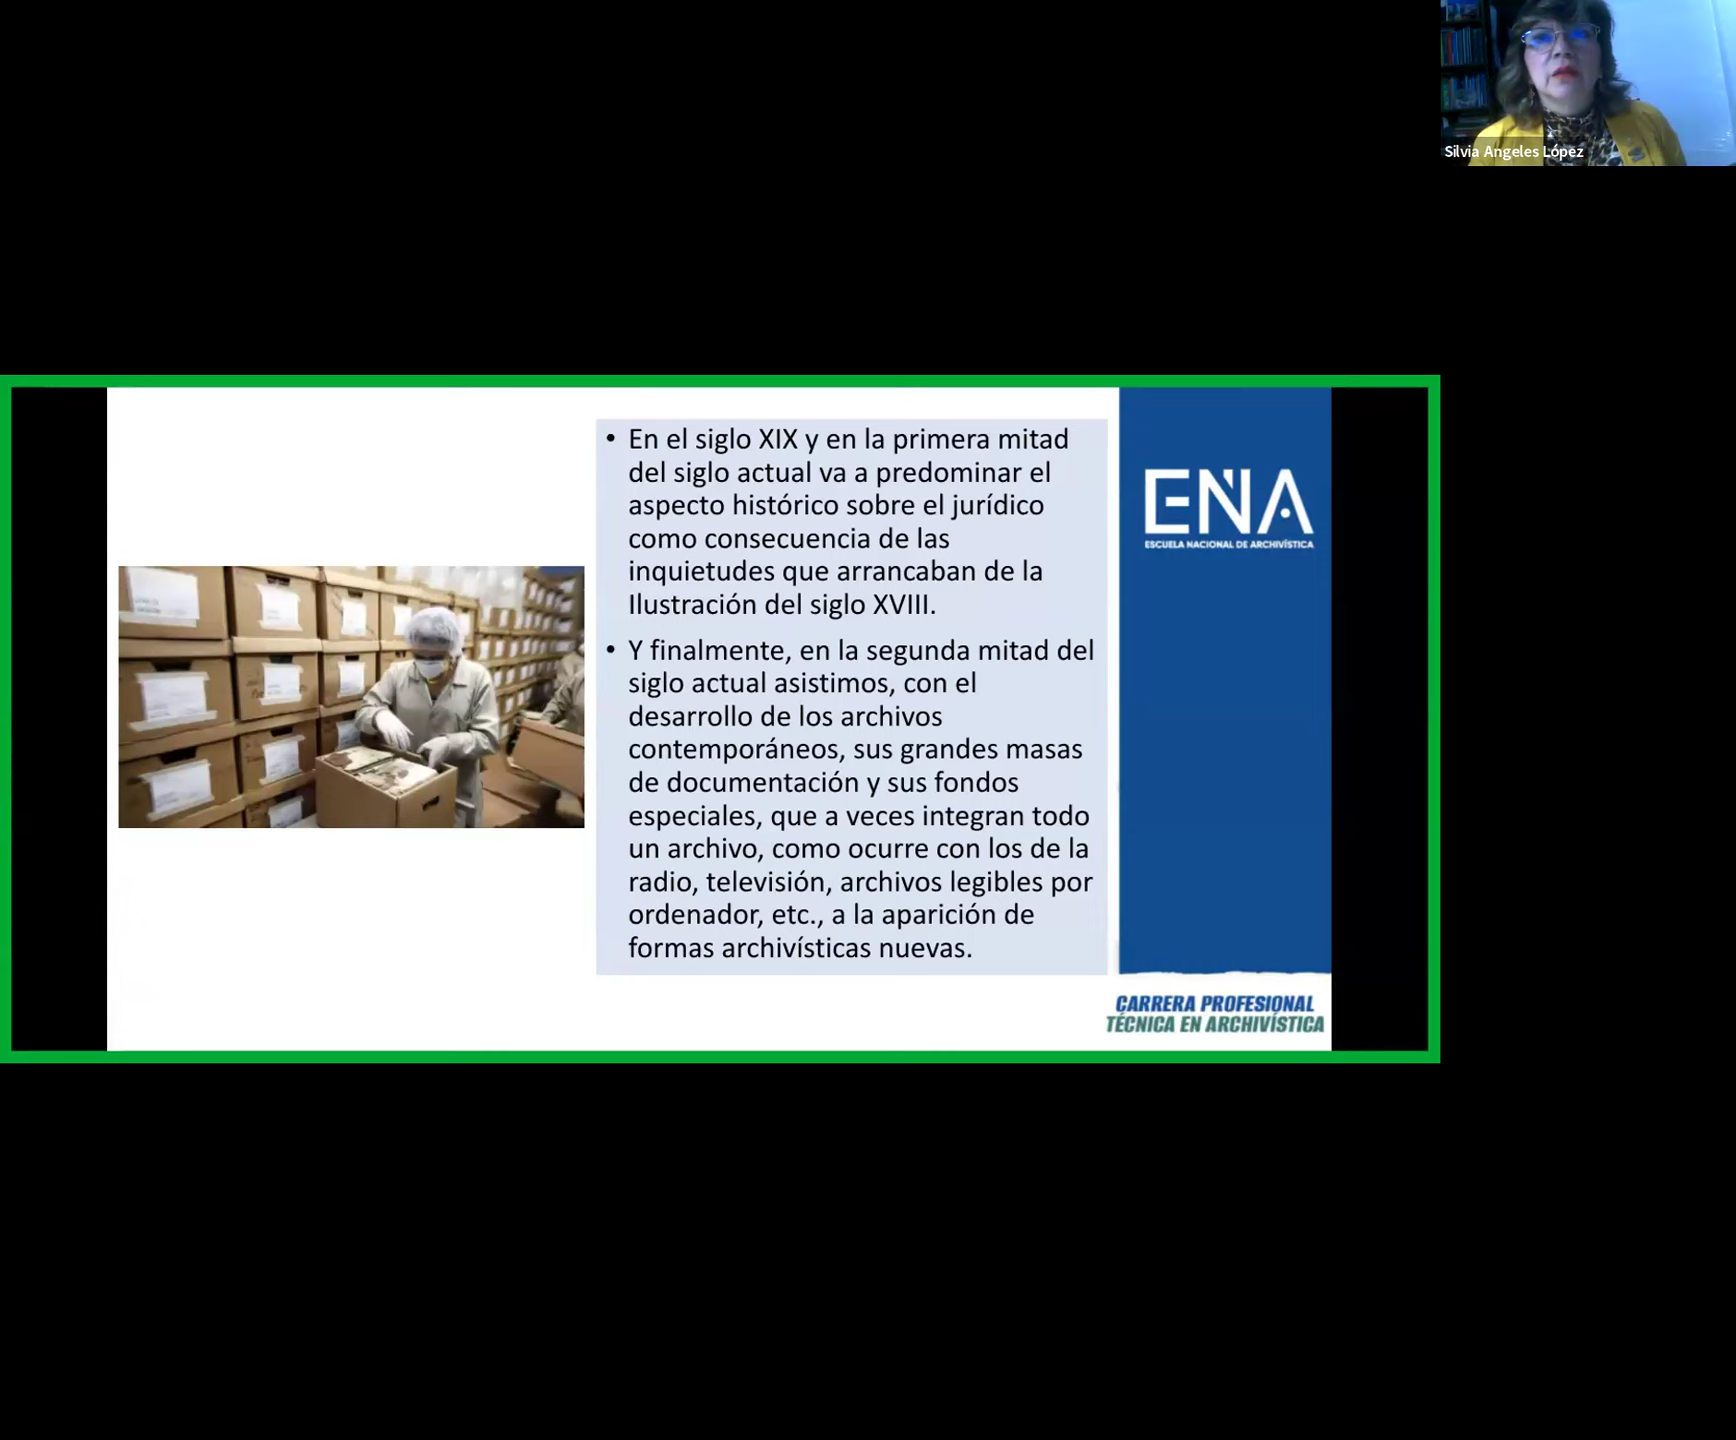 Silvia Angeles López
• En el siglo XIX y en la primera mitad
del siglo actual va a predominar el
aspecto histórico sobre el jurídico
como consecuencia de las
inquietudes que arrancaban de la
Ilustración del siglo XVIII.
• Y finalmente, en la segunda mitad del
siglo actual asistimos, con el
desarrollo de los archivos
contemporáneos, sus grandes masas
de documentación y sus fondos
especiales, que a veces integran todo
un archivo, como ocurre con los de la
radio, televisión, archivos legibles por
ordenador, etc., a la aparición de
formas archivísticas nuevas.
ENA
ESCUELA NACIONAL DE ARCHIVÍSTICA
CARRERA PROFESIONAL
TÉCNICA EN ARCHIVÍSTICA